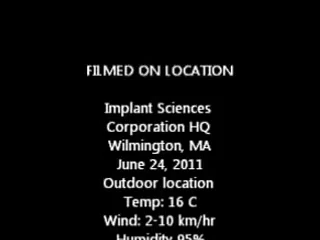 FILMED ON LOCATION
Implant Sciences
Corporation HQ
Wilmington, MA
June 24, 2011
Outdoor location
Temp: 16 C
Wind: 2-10 km/hr
Humidity 95%